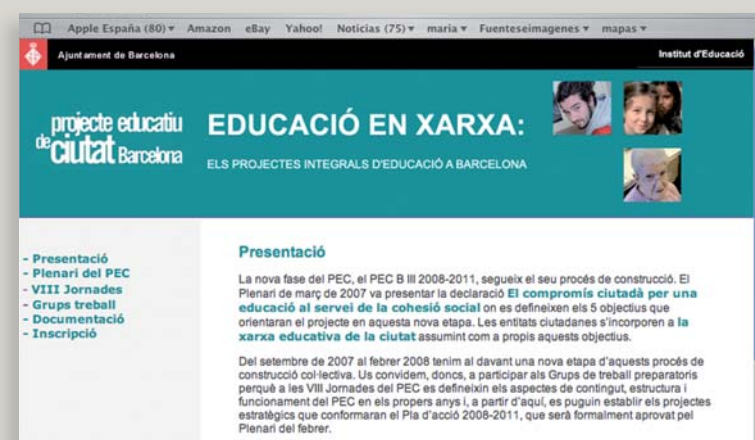 Apple España (80) Amazon eBay Yahoo! Noticias (75) maria Fuenteseimagenes mapas
Ajuntament de Barcelona
Institut d'Educació
projecte educatiu
de ciutat Barcelona
EDUCACIÓ EN XARXA:
ELS PROJECTES INTEGRALS D'EDUCACIÓ A BARCELONA
- Presentació
- Plenari del PEC
- VIII Jornades
- Grups treball
- Documentació
- Inscripció
Presentació
La nova fase del PEC, el PEC B III 2008-2011, segueix el seu procés de construcció. El
Plenari de març de 2007 va presentar la declaració El compromís ciutadà per una
educació al servei de la cohesió social on es defineixen els 5 objectius que
orientaran el projecte en aquesta nova etapa. Les entitats ciutadanes s'incorporen a la
xarxa educativa de la ciutat assumint com a propis aquests objectiu.
Del setembre de 2007 al febrer 2008 tenim al davant una nova etapa d'aquests procés de
construcció col·lectiva. Us convidem, doncs, a participar als Grups de treball preparatoris
perquè a les VIII Jornades del PEC es defineixin els aspectes de contingut, estructura i
funcionament del PEC en els propers anys i, a partir d'aquí, es puguin establir els projectes
estratègics que conformaran el Pla d'acció 2008-2011, que serà formalment aprovat pel
Plenari del febrer.